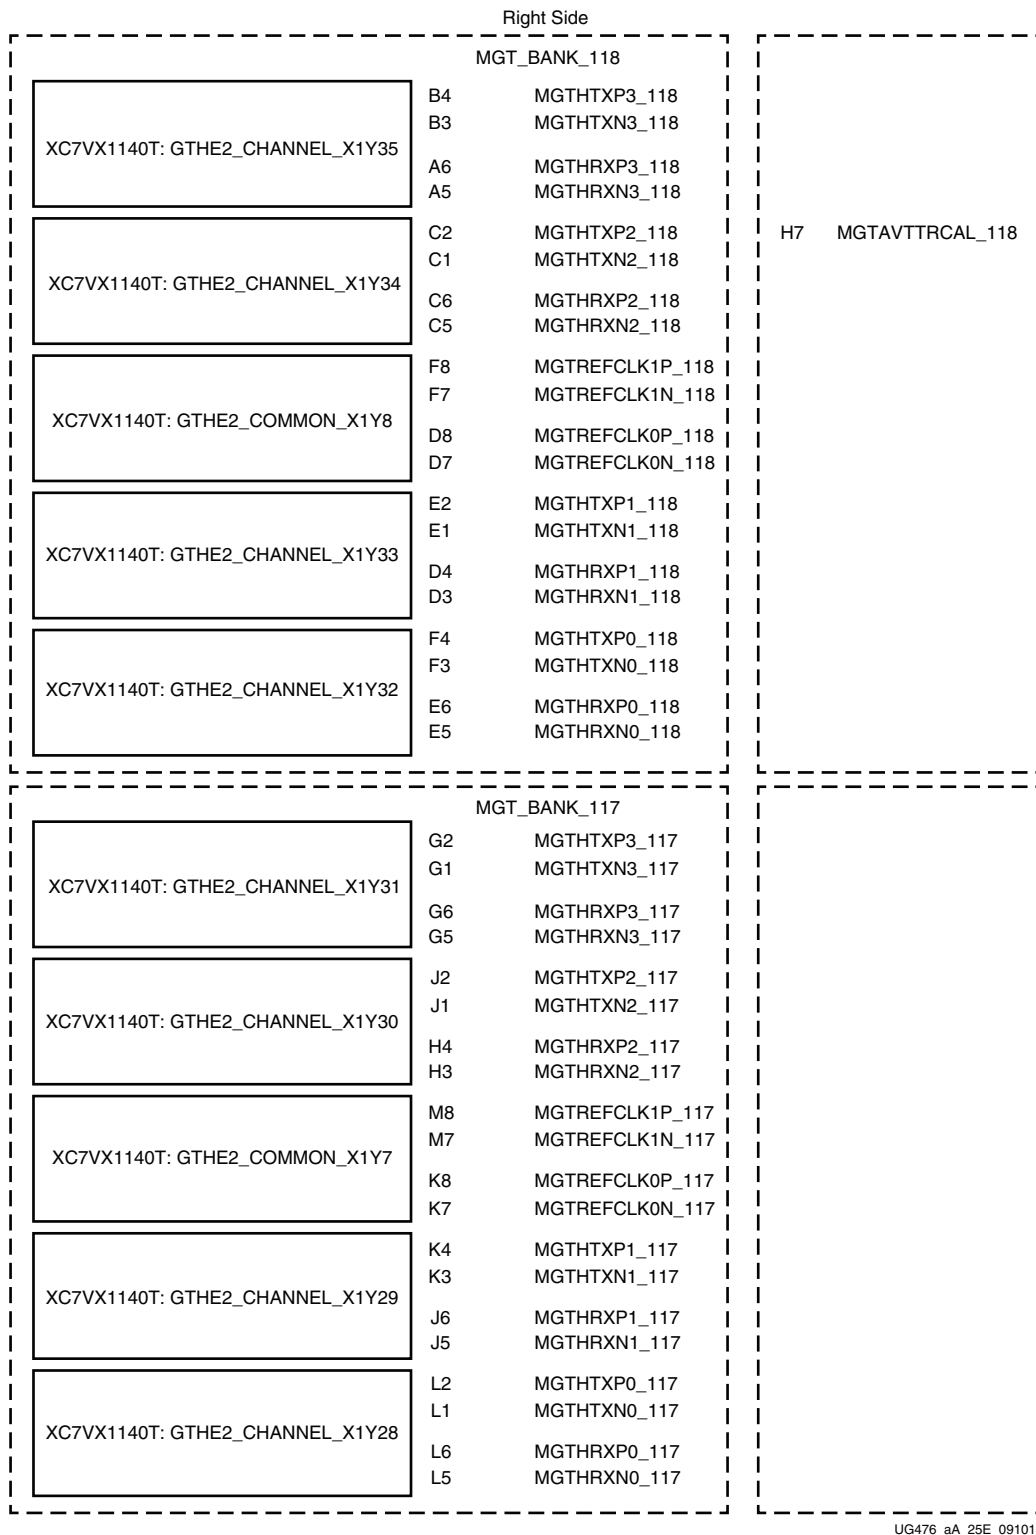 Right Side
MGT_BANK_118
XC7VX1140T: GTHE2_CHANNEL_X1Y35
B4 MGTHTXP3_118
B3 MGTHTXN3_118
A6 MGTHRXP3_118
A5 MGTHRXN3_118
XC7VX1140T: GTHE2_CHANNEL_X1Y34
C2 MGTHTXP2_118
C1 MGTHTXN2_118
C6 MGTHRXP2_118
C5 MGTHRXN2_118
XC7VX1140T: GTHE2_COMMON_X1Y8
F8 MGTREFCLK1P_118
F7 MGTREFCLK1N_118
D8 MGTREFCLK0P_118
D7 MGTREFCLK0N_118
XC7VX1140T: GTHE2_CHANNEL_X1Y33
E2 MGTHTXP1_118
E1 MGTHTXN1_118
D4 MGTHRXP1_118
D3 MGTHRXN1_118
XC7VX1140T: GTHE2_CHANNEL_X1Y32
F4 MGTHTXP0_118
F3 MGTHTXN0_118
E6 MGTHRXP0_118
E5 MGTHRXN0_118
H7 MGTAVTTRCAL_118
MGT_BANK_117
XC7VX1140T: GTHE2_CHANNEL_X1Y31
G2 MGTHTXP3_117
G1 MGTHTXN3_117
G6 MGTHRXP3_117
G5 MGTHRXN3_117
XC7VX1140T: GTHE2_CHANNEL_X1Y30
J2 MGTHTXP2_117
J1 MGTHTXN2_117
H4 MGTHRXP2_117
H3 MGTHRXN2_117
XC7VX1140T: GTHE2_COMMON_X1Y7
M8 MGTREFCLK1P_117
M7 MGTREFCLK1N_117
K8 MGTREFCLK0P_117
K7 MGTREFCLK0N_117
XC7VX1140T: GTHE2_CHANNEL_X1Y29
K4 MGTHTXP1_117
K3 MGTHTXN1_117
J6 MGTHRXP1_117
J5 MGTHRXN1_117
XC7VX1140T: GTHE2_CHANNEL_X1Y28
L2 MGTHTXP0_117
L1 MGTHTXN0_117
L6 MGTHRXP0_117
L5 MGTHRXN0_117
UG476_aA_25E_09101